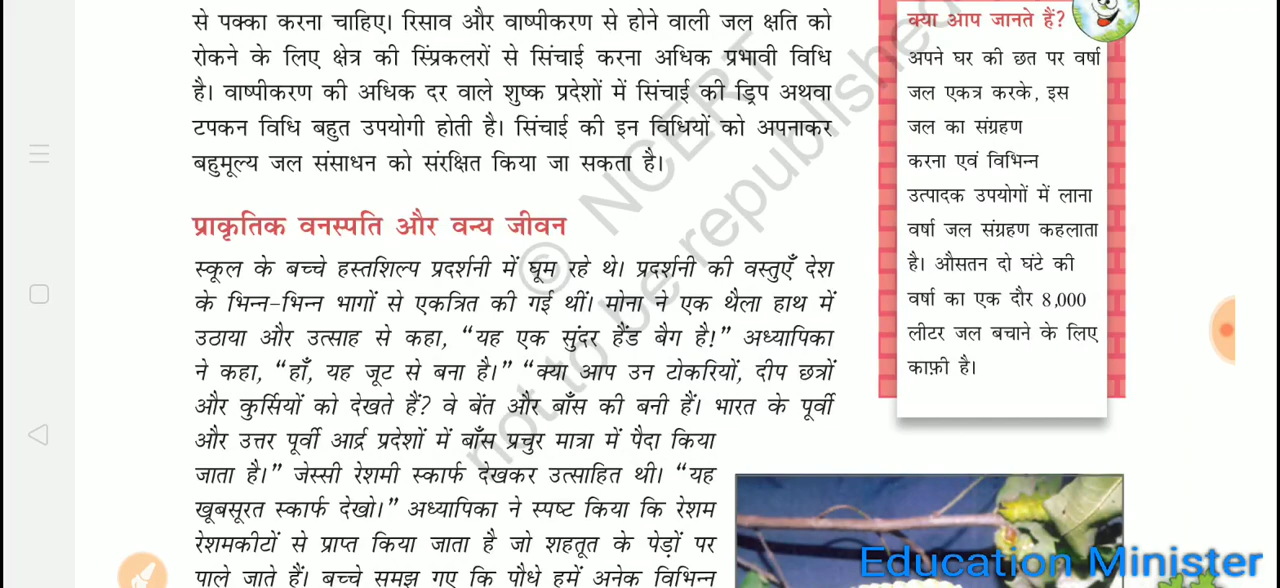 से पक्का करना चाहिए। रिसाव और वाष्पीकरण से होने वाली जल क्षति को
रोकने के लिए क्षेत्र की स्प्रिंकलरों से सिंचाई करना अधिक प्रभावी विधि
है। वाष्पीकरण की अधिक दर वाले शुष्क प्रदेशों में सिंचाई की ड्रिप अथवा
टपकन विधि बहुत उपयोगी होती है। सिंचाई की इन विधियों को अपनाकर
बहुमूल्य जल संसाधन को संरक्षित किया जा सकता है।
प्राकृतिक वनस्पति और वन्य जीवन
स्कूल के बच्चे हस्तशिल्प प्रदर्शनी में घूम रहे थे। प्रदर्शनी की वस्तुएँ देश
के भिन्न-भिन्न भागों से एकत्रित की गई थीं। मोना ने एक थैला हाथ में
उठाया और उत्साह से कहा, “यह एक सुंदर हैंड बैग है!” अध्यापिका
ने कहा, “हाँ, यह जूट से बना है।” “क्या आप उन टोकरियों, दीप छत्रों
और कुर्सियों को देखते हैं? वे बेंत और बाँस की बनी हैं। भारत के पूर्वी
और उत्तर पूर्वी आर्द्र प्रदेशों में बाँस प्रचुर मात्रा में पैदा किया
जाता है।” जेस्सी रेशमी स्कार्फ देखकर उत्साहित थी। “यह
खूबसूरत स्कार्फ देखो।” अध्यापिका ने स्पष्ट किया कि रेशम
रेशमकीटों से प्राप्त किया जाता है जो शहतूत के पेड़ों पर
पाले जाते हैं। बच्चे समझ गए कि पौधे हमें अनेक विभिन्न
क्या आप जानते हैं?
अपने घर की छत पर वर्षा
जल एकत्र करके, इस
जल का संग्रहण
करना एवं विभिन्न
उत्पादक उपयोगों में लाना
वर्षा जल संग्रहण कहलाता
है। औसतन दो घंटे की
वर्षा का एक दौर 8,000
लीटर जल बचाने के लिए
काफ़ी है।
© NCERT
not to be republished
Education Minister